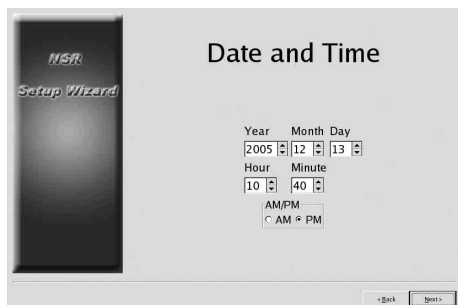 NSR
Setup Wizard
Date and Time
Year Month Day
2005 12 13
Hour Minute
10 40
AM/PM
AM PM
< Back Next >